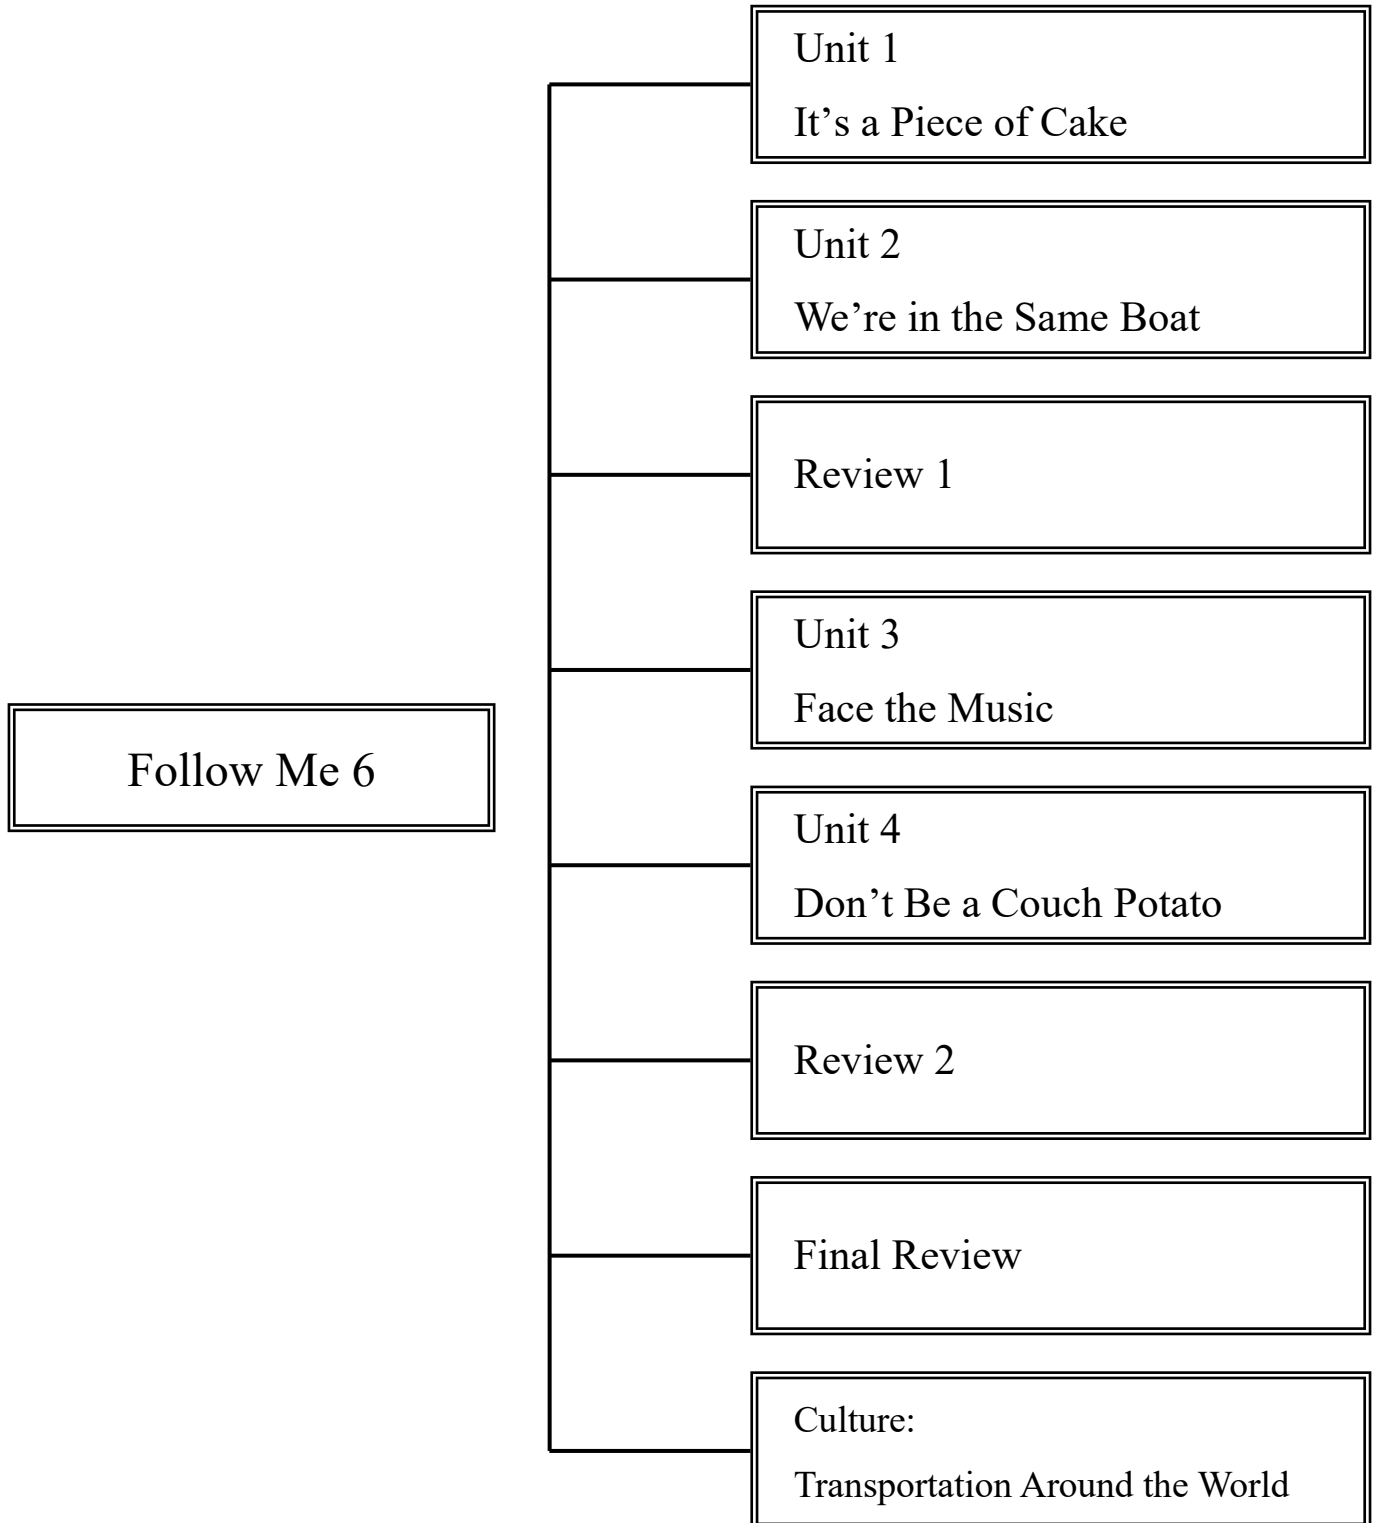 Follow Me 6
Unit 1
It’s a Piece of Cake
Unit 2
We’re in the Same Boat
Review 1
Unit 3
Face the Music
Unit 4
Don’t Be a Couch Potato
Review 2
Final Review
Culture:
Transportation Around the World